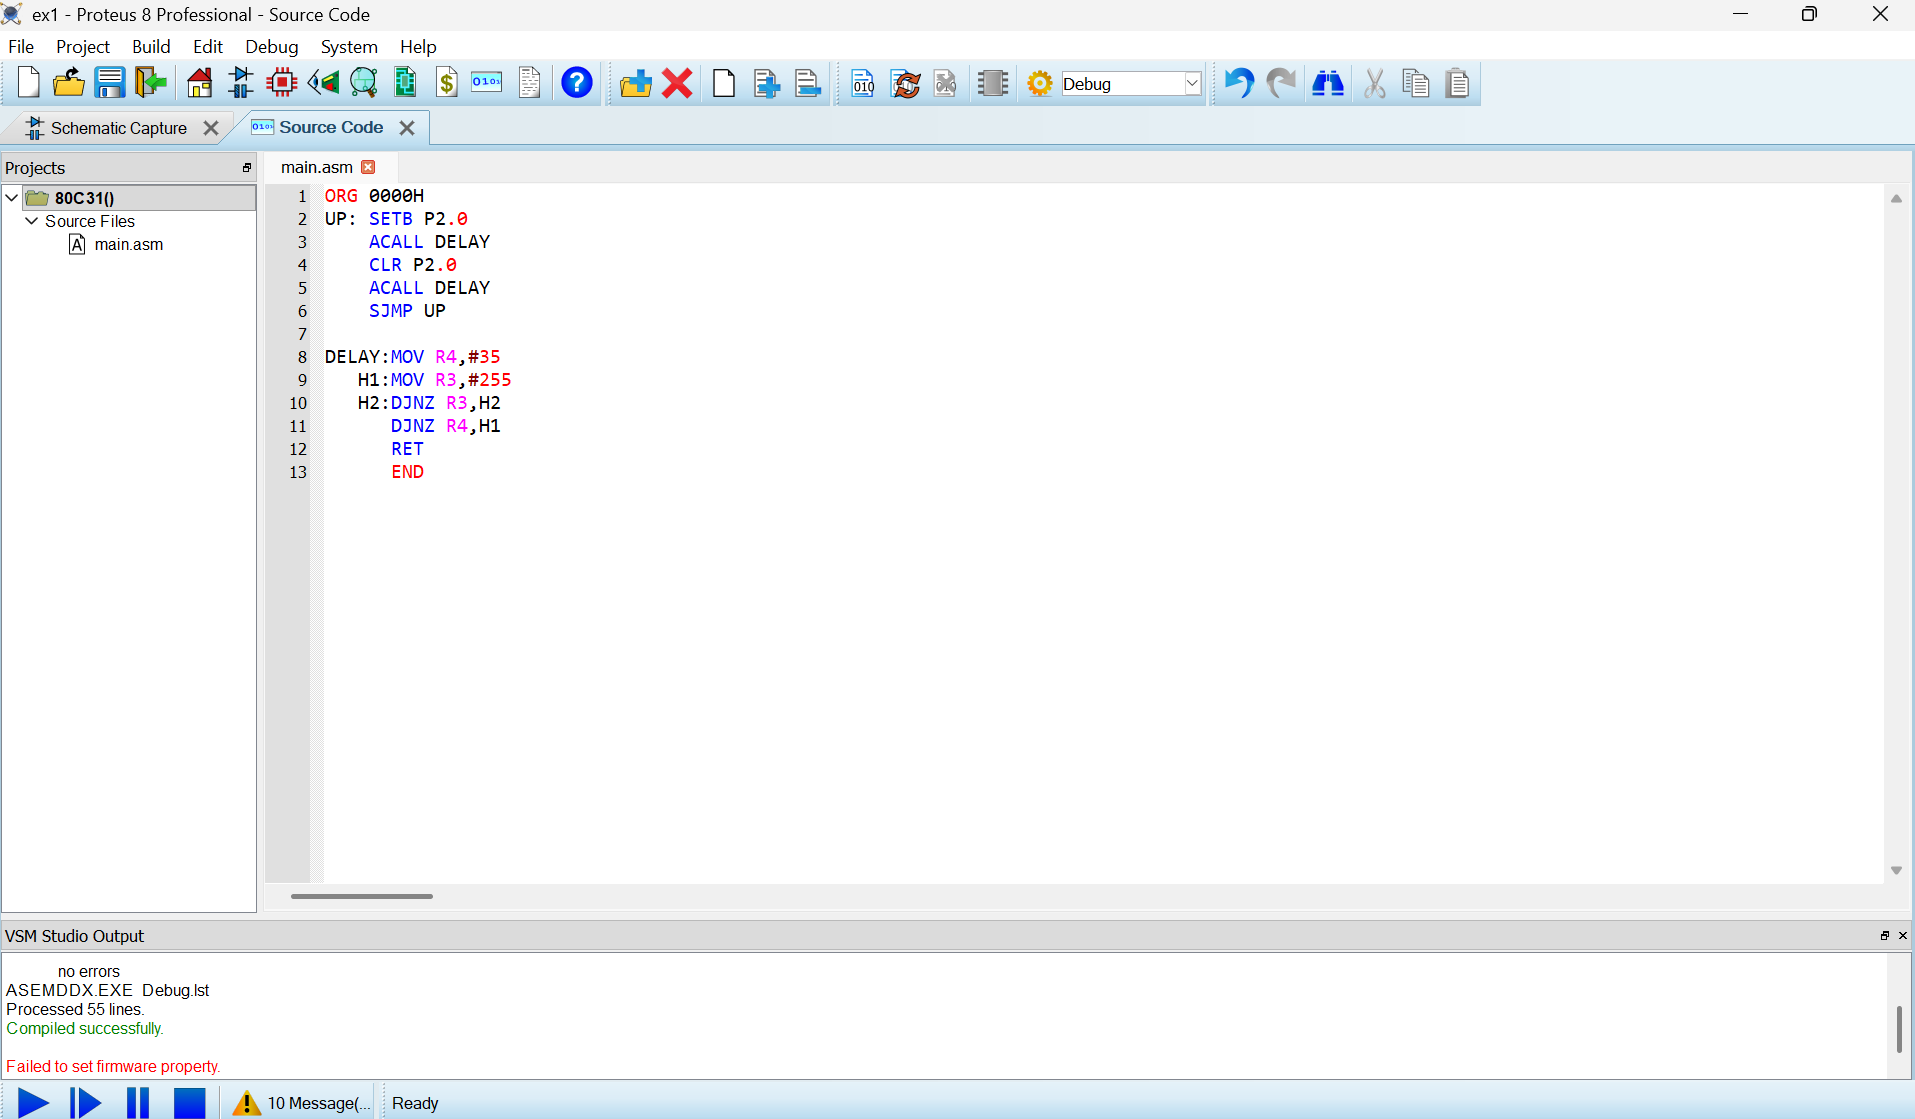 ex1 - Proteus 8 Professional - Source Code
File Project Build Edit Debug System Help
Debug
Schematic Capture
Source Code
Projects
main.asm
80C31()
Source Files
main.asm
1 ORG 0000H
2 UP: SETB P2.0
3 ACALL DELAY
4 CLR P2.0
5 ACALL DELAY
6 SJMP UP
7
8 DELAY:MOV R4,#35
9 H1:MOV R3,#255
10 H2:DJNZ R3,H2
11 DJNZ R4,H1
12 RET
13 END
VSM Studio Output
no errors
ASEMDDX.EXE Debug.lst
Processed 55 lines.
Compiled successfully.
Failed to set firmware property.
10 Message(...
Ready